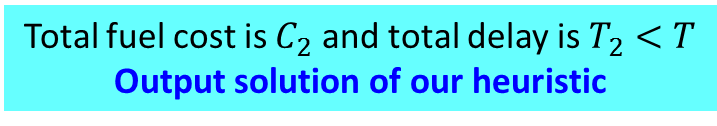 Total fuel cost is C₂ and total delay is T₂ < T
Output solution of our heuristic